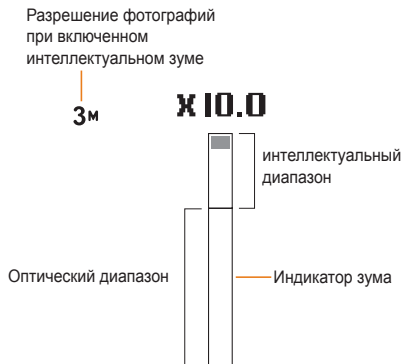 Разрешение фотографий
при включенном
интеллектуальном зуме
3м
X10.0
интеллектуальный
диапазон
Оптический диапазон
Индикатор зума